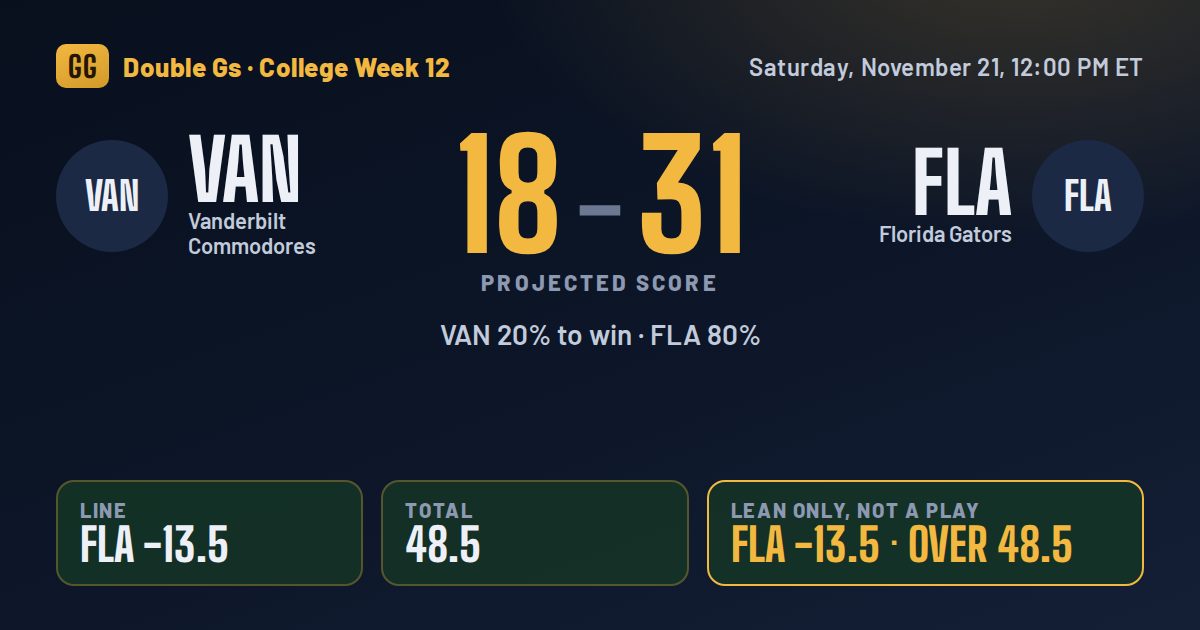 GG Double Gs · College Week 12
Saturday, November 21, 12:00 PM ET
VAN
VAN
Vanderbilt
Commodores
18 – 31
PROJECTED SCORE
VAN 20% to win · FLA 80%
FLA
Florida Gators
FLA
LINE
FLA −13.5
TOTAL
48.5
LEAN ONLY, NOT A PLAY
FLA −13.5 · OVER 48.5